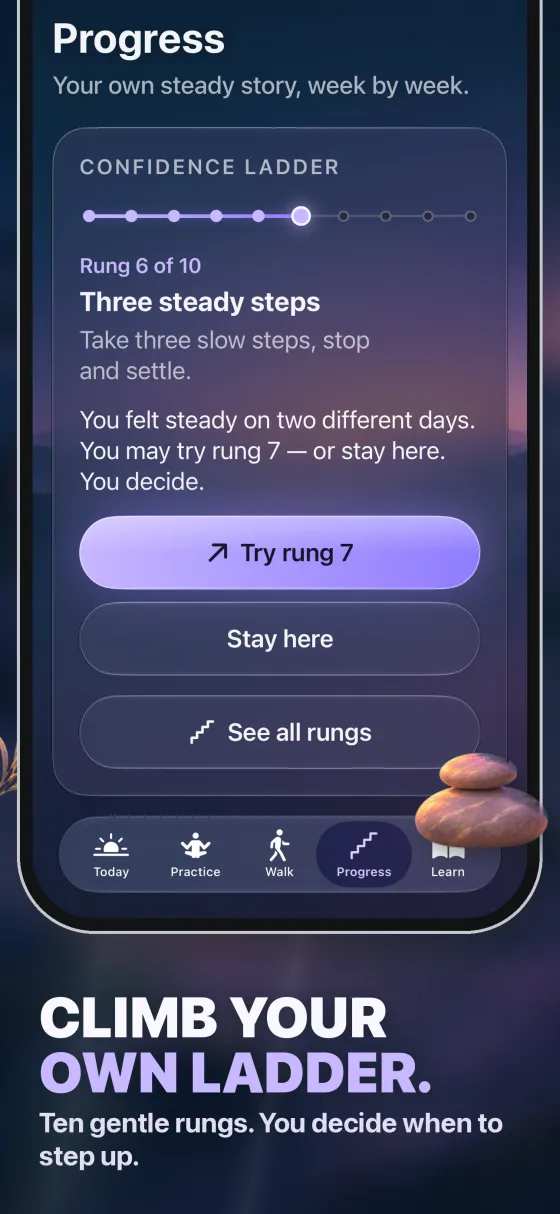 Progress
Your own steady story, week by week.
CONFIDENCE LADDER
Rung 6 of 10
Three steady steps
Take three slow steps, stop
and settle.
You felt steady on two different days.
You may try rung 7 — or stay here.
You decide.
Try rung 7
Stay here
See all rungs
Today
Practice
Walk
Progress
Learn
CLIMB YOUR
OWN LADDER.
Ten gentle rungs. You decide when to
step up.